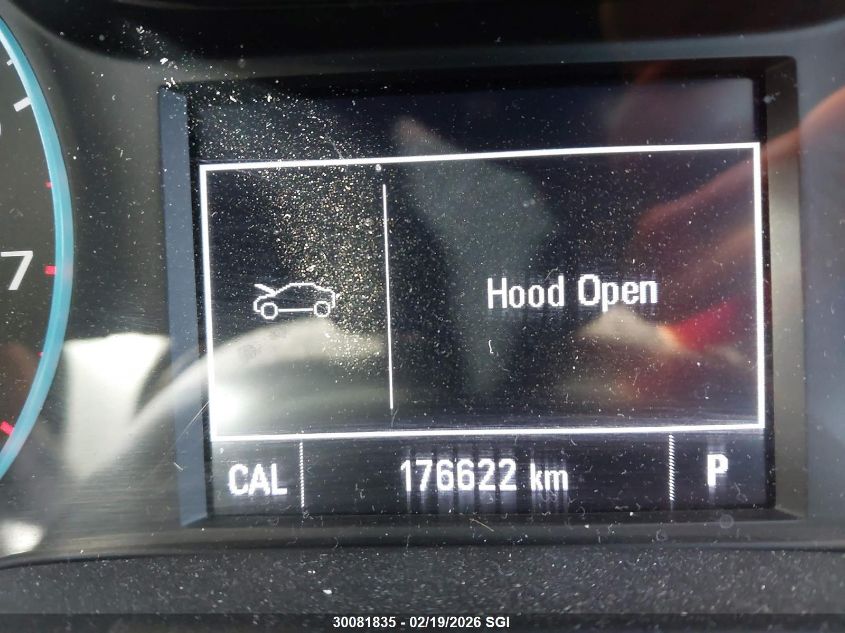 7
Hood Open
CAL 176622 km P
30081835 - 02/19/2026 SGI